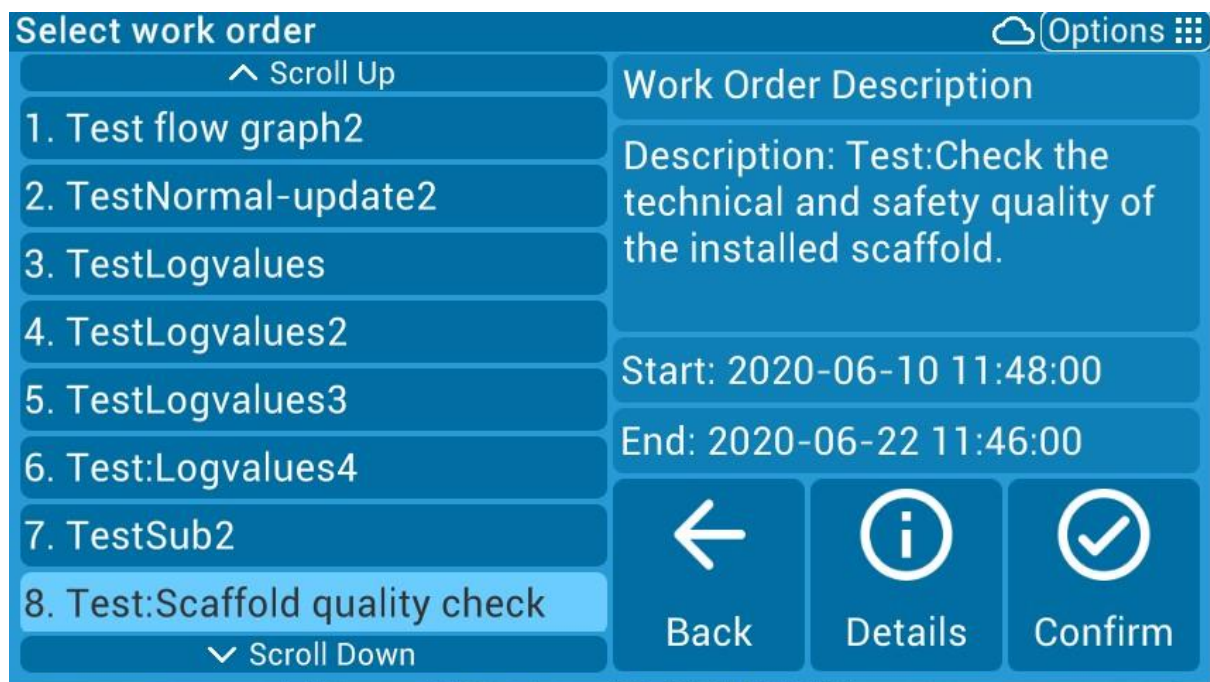 Select work order
Options
Scroll Up
1. Test flow graph2
2. TestNormal-update2
3. TestLogvalues
4. TestLogvalues2
5. TestLogvalues3
6. Test:Logvalues4
7. TestSub2
8. Test:Scaffold quality check
Scroll Down
Work Order Description
Description: Test:Check the
technical and safety quality of
the installed scaffold.
Start: 2020-06-10 11:48:00
End: 2020-06-22 11:46:00
Back
Details
Confirm